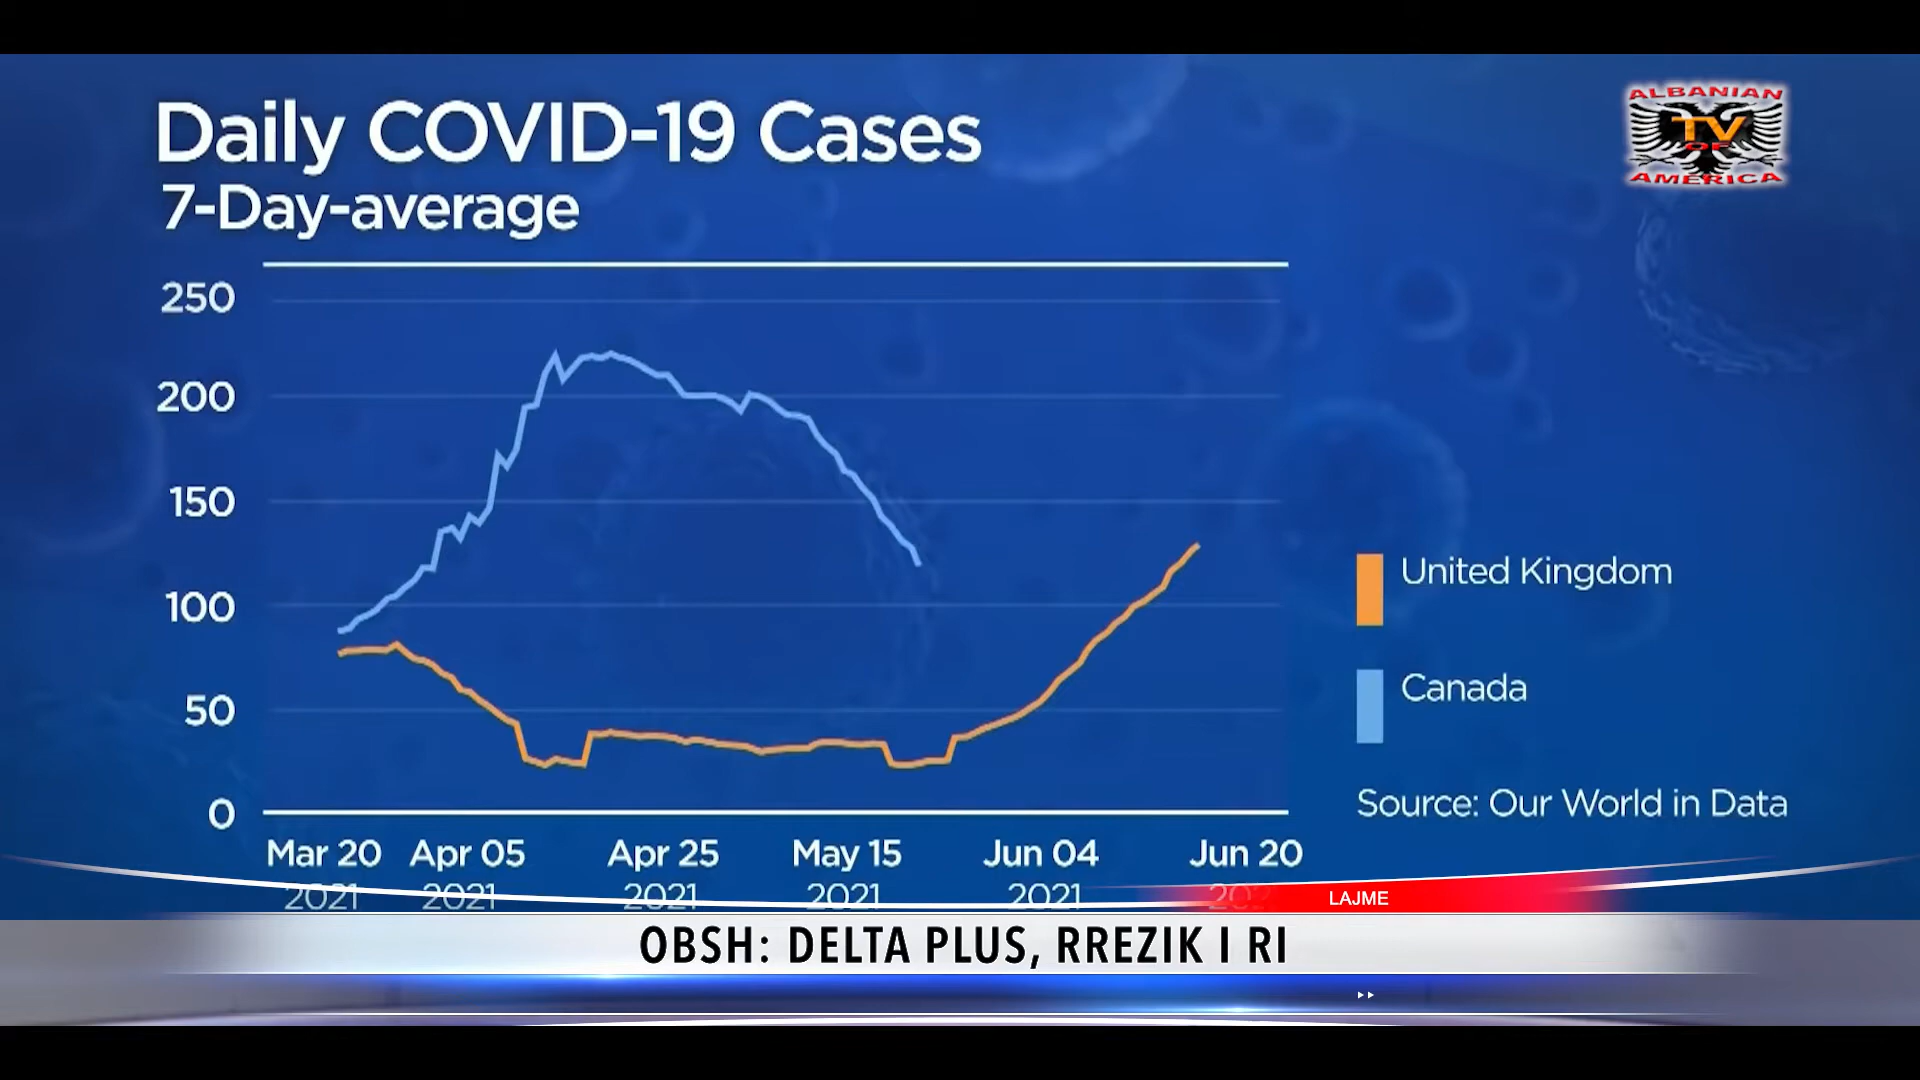 Daily COVID-19 Cases
7-Day-average
ALBANIAN
TV
OF
AMERICA
250
200
150
100
50
0
United Kingdom
Canada
Source: Our World in Data
Mar 20 Apr 05 Apr 25 May 15 Jun 04 Jun 20
2021 2021 2021 2021 2021
LAJME
OBSH: DELTA PLUS, RREZIK I RI